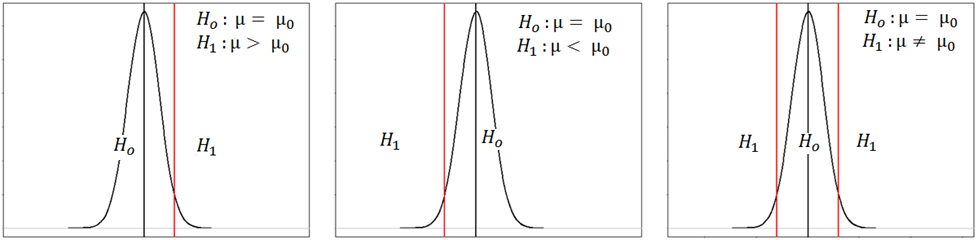 Hₒ : μ = μ₀
H₁ : μ > μ₀
Hₒ
H₁
Hₒ : μ = μ₀
H₁ : μ < μ₀
H₁
Hₒ
Hₒ : μ = μ₀
H₁ : μ ≠ μ₀
H₁
Hₒ
H₁